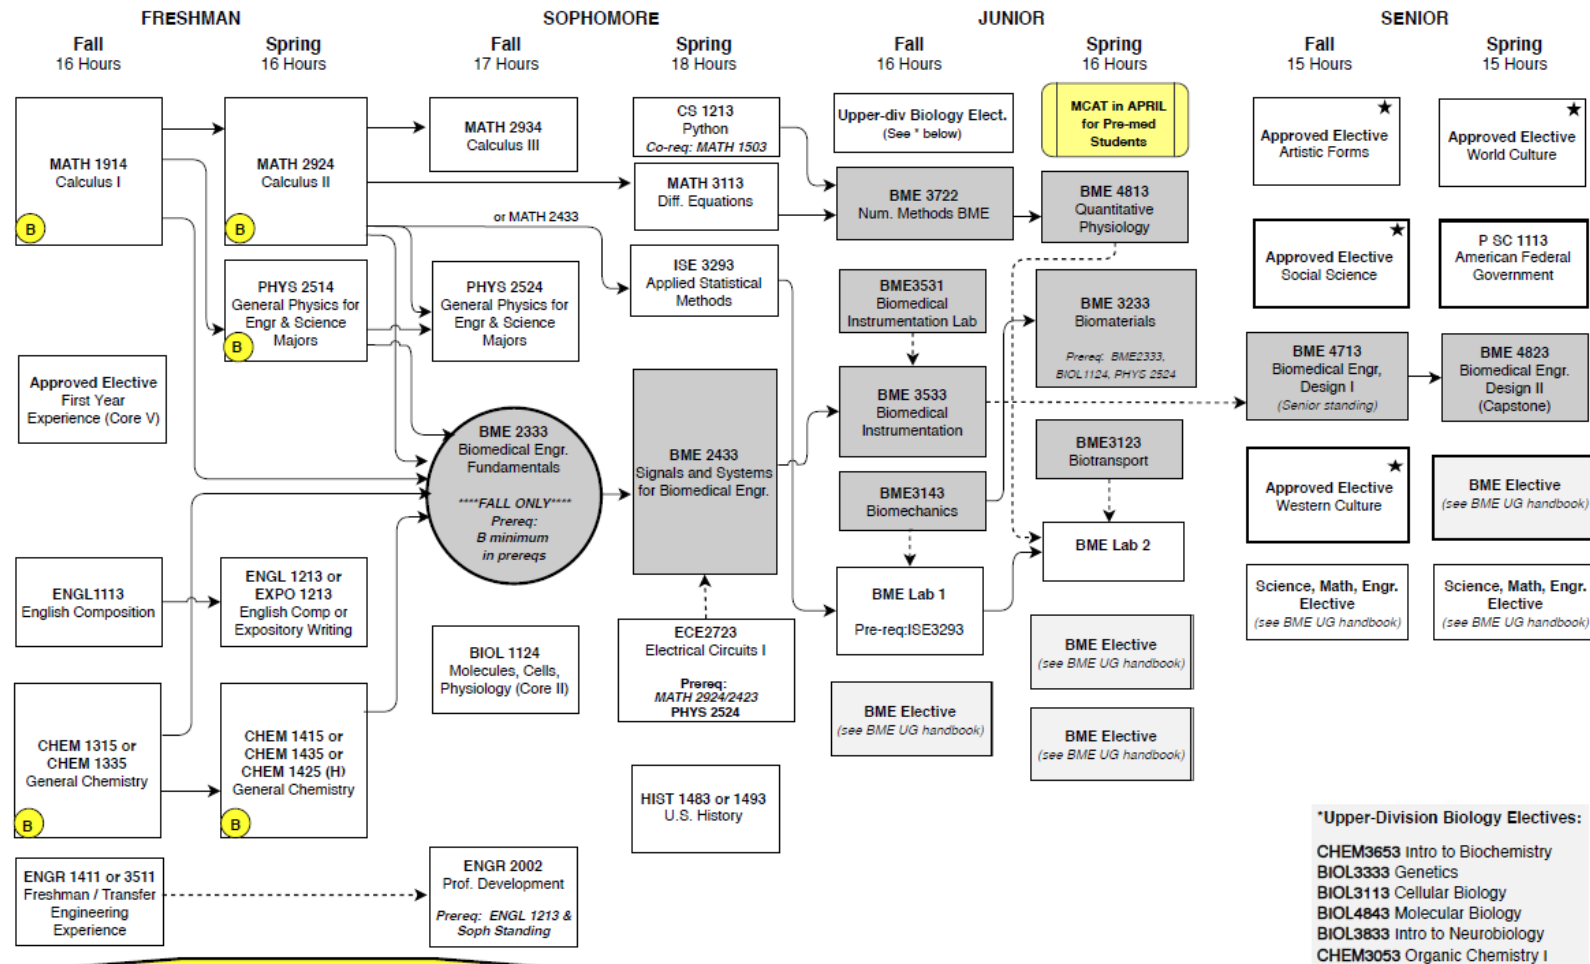 FRESHMAN
SOPHOMORE
JUNIOR
SENIOR
Fall
16 Hours
Spring
16 Hours
Fall
17 Hours
Spring
18 Hours
Fall
16 Hours
Spring
16 Hours
Fall
15 Hours
Spring
15 Hours
MATH 1914
Calculus I
B
Approved Elective
First Year
Experience (Core V)
ENGL1113
English Composition
CHEM 1315 or
CHEM 1335
General Chemistry
B
ENGR 1411 or 3511
Freshman / Transfer
Engineering
Experience
MATH 2924
Calculus II
B
PHYS 2514
General Physics for
Engr & Science
Majors
B
ENGL 1213 or
EXPO 1213
English Comp or
Expository Writing
CHEM 1415 or
CHEM 1435 or
CHEM 1425 (H)
General Chemistry
B
MATH 2934
Calculus III
or MATH 2433
PHYS 2524
General Physics for
Engr & Science
Majors
BME 2333
Biomedical Engr.
Fundamentals
****FALL ONLY****
Prereq:
B minimum
in prereqs
BIOL 1124
Molecules, Cells,
Physiology (Core II)
ENGR 2002
Prof. Development
Prereq: ENGL 1213 &
Soph Standing
CS 1213
Python
Co-req: MATH 1503
MATH 3113
Diff. Equations
ISE 3293
Applied Statistical
Methods
BME 2433
Signals and Systems
for Biomedical Engr.
ECE2723
Electrical Circuits I
Prereq:
MATH 2924/2423
PHYS 2524
HIST 1483 or 1493
U.S. History
Upper-div Biology Elect.
(See * below)
BME 3722
Num. Methods BME
BME3531
Biomedical
Instrumentation Lab
BME 3533
Biomedical
Instrumentation
BME3143
Biomechanics
BME Lab 1
Pre-req:ISE3293
BME Elective
(see BME UG handbook)
MCAT in APRIL
for Pre-med
Students
BME 4813
Quantitative
Physiology
BME 3233
Biomaterials
Prereq: BME2333,
BIOL1124, PHYS 2524
BME3123
Biotransport
BME Lab 2
BME Elective
(see BME UG handbook)
BME Elective
(see BME UG handbook)
Approved Elective
Artistic Forms
Approved Elective
Social Science
BME 4713
Biomedical Engr,
Design I
(Senior standing)
Approved Elective
Western Culture
Science, Math, Engr.
Elective
(see BME UG handbook)
Approved Elective
World Culture
P SC 1113
American Federal
Government
BME 4823
Biomedical Engr.
Design II
(Capstone)
BME Elective
(see BME UG handbook)
Science, Math, Engr.
Elective
(see BME UG handbook)
*Upper-Division Biology Electives:
CHEM3653 Intro to Biochemistry
BIOL3333 Genetics
BIOL3113 Cellular Biology
BIOL4843 Molecular Biology
BIOL3833 Intro to Neurobiology
CHEM3053 Organic Chemistry I